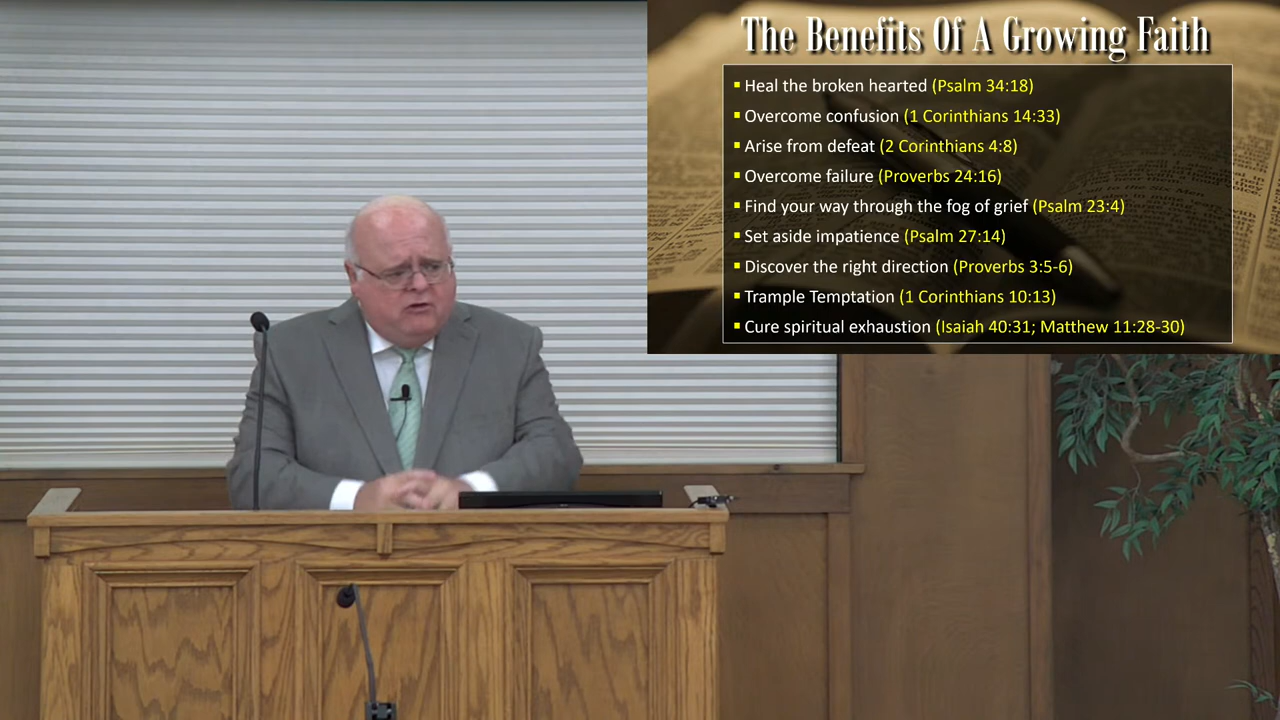 The Benefits Of A Growing Faith
▪ Heal the broken hearted (Psalm 34:18)
▪ Overcome confusion (1 Corinthians 14:33)
▪ Arise from defeat (2 Corinthians 4:8)
▪ Overcome failure (Proverbs 24:16)
▪ Find your way through the fog of grief (Psalm 23:4)
▪ Set aside impatience (Psalm 27:14)
▪ Discover the right direction (Proverbs 3:5-6)
▪ Trample Temptation (1 Corinthians 10:13)
▪ Cure spiritual exhaustion (Isaiah 40:31; Matthew 11:28-30)